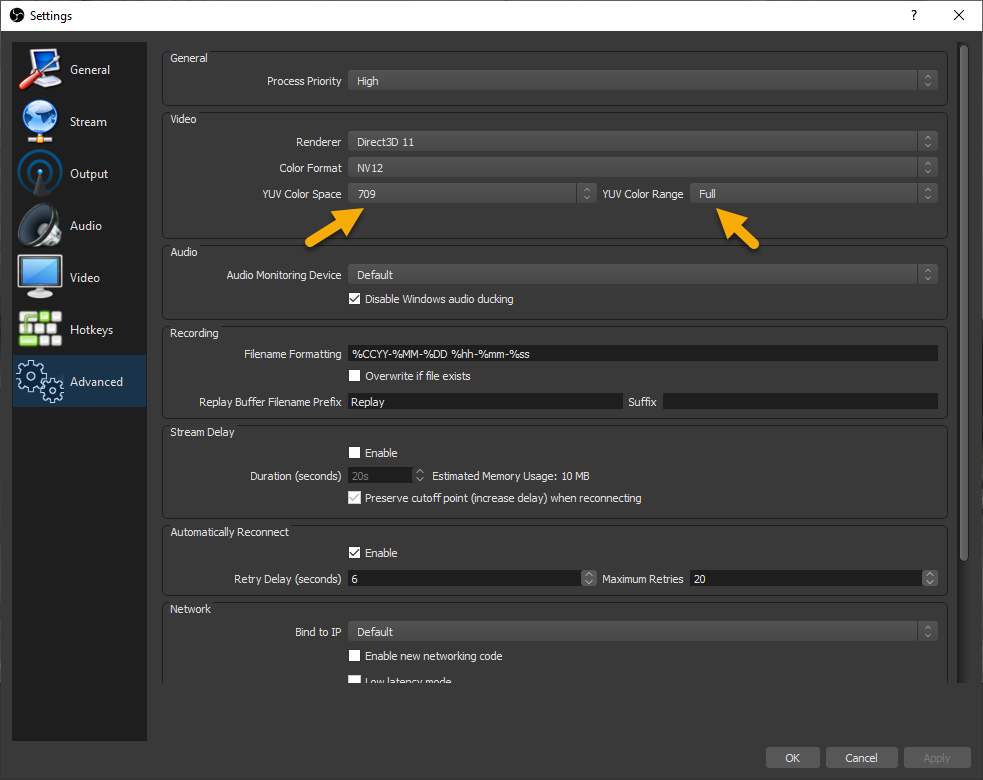 Settings
?
General
Stream
Output
Audio
Video
Hotkeys
Advanced
General
Process Priority High
Video
Renderer Direct3D 11
Color Format NV12
YUV Color Space 709 YUV Color Range Full
Audio
Audio Monitoring Device Default
Disable Windows audio ducking
Recording
Filename Formatting %CCYY-%MM-%DD %hh-%mm-%ss
Overwrite if file exists
Replay Buffer Filename Prefix Replay Suffix
Stream Delay
Enable
Duration (seconds) 20s Estimated Memory Usage: 10 MB
Preserve cutoff point (increase delay) when reconnecting
Automatically Reconnect
Enable
Retry Delay (seconds) 6 Maximum Retries 20
Network
Bind to IP Default
Enable new networking code
Low latency mode
OK Cancel Apply